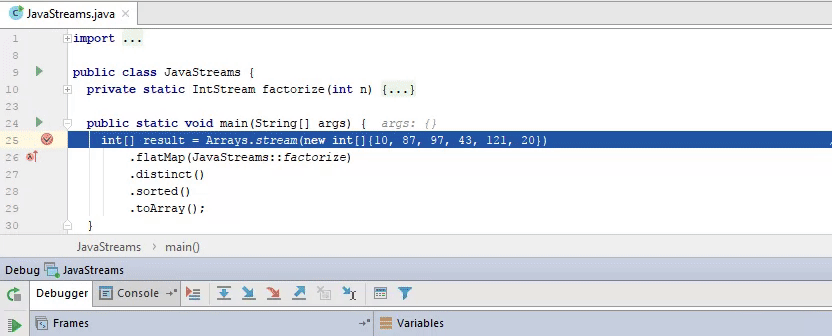 JavaStreams.java
1 import ...
8
9 public class JavaStreams {
10 private static IntStream factorize(int n) {...}
23
24 public static void main(String[] args) { args: {}
25 int[] result = Arrays.stream(new int[]{10, 87, 97, 43, 121, 20})
26 .flatMap(JavaStreams::factorize)
27 .distinct()
28 .sorted()
29 .toArray();
30 }
JavaStreams > main()
Debug JavaStreams
Debugger Console
Frames Variables